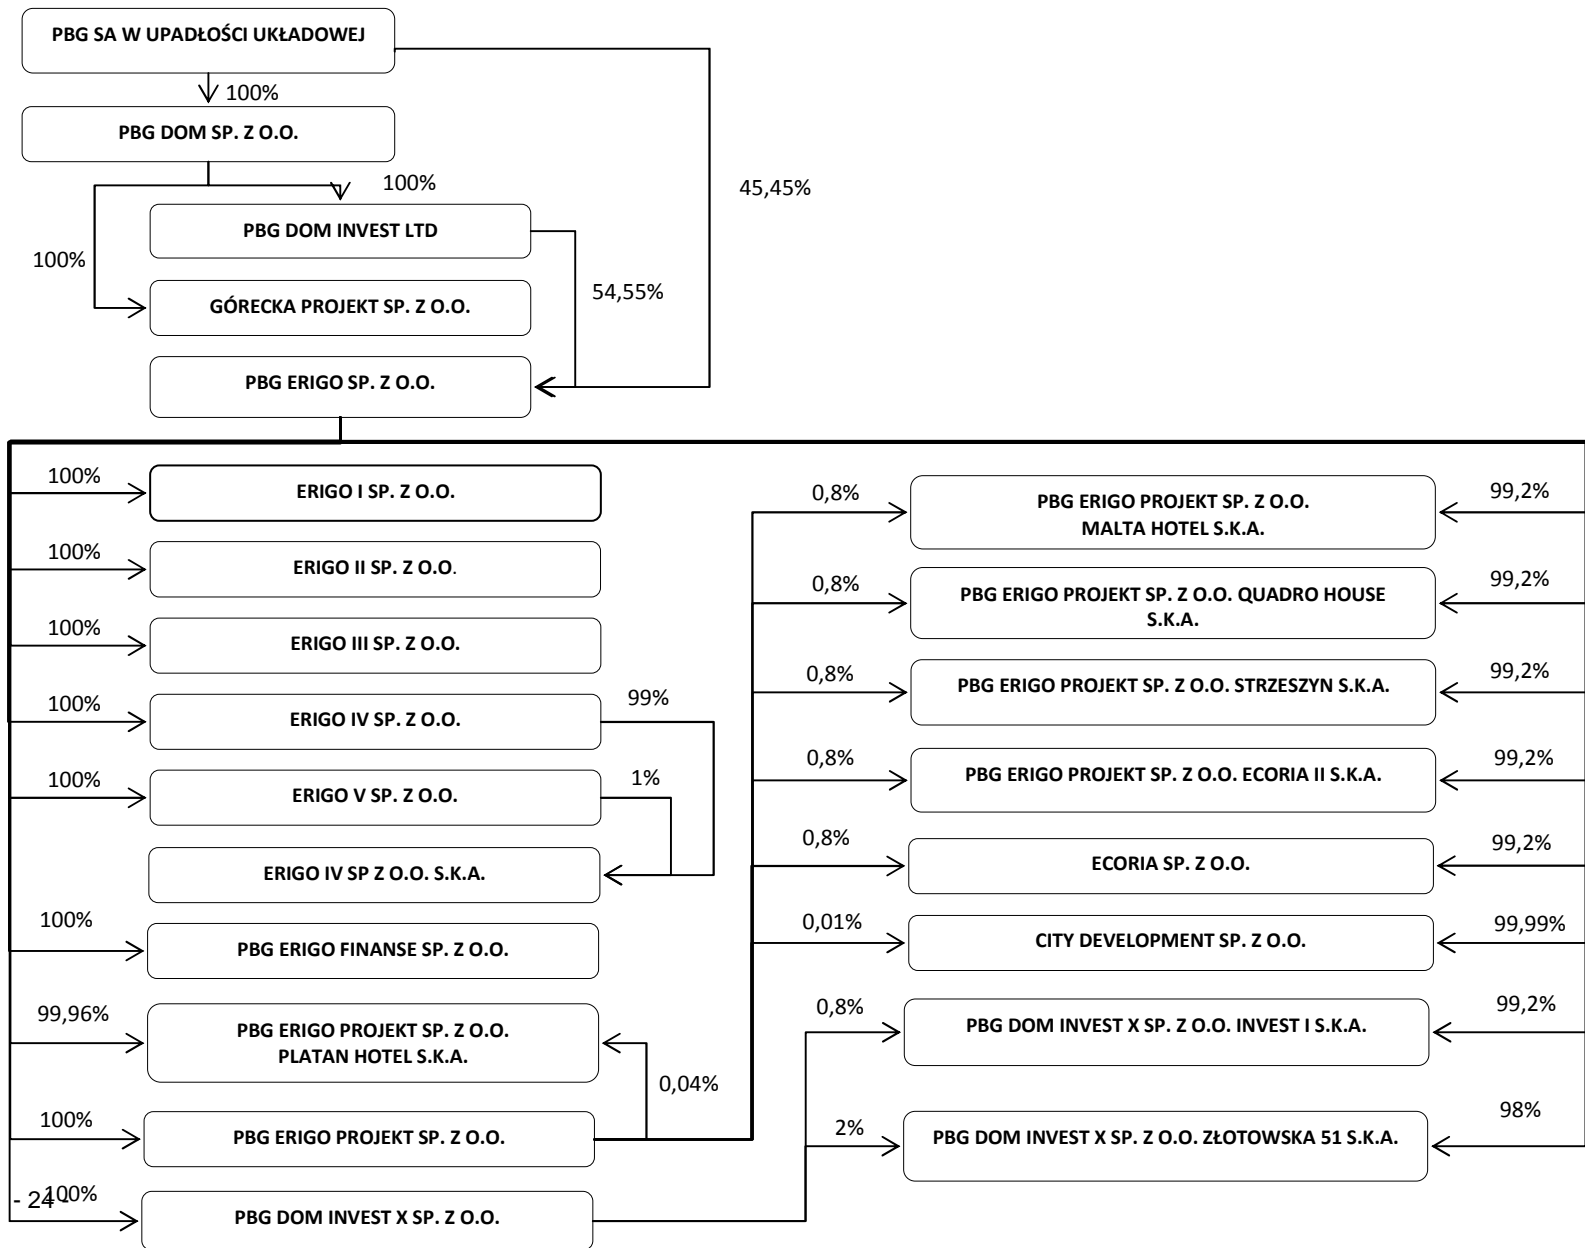 PBG SA W UPADŁOŚCI UKŁADOWEJ
100%
PBG DOM SP. Z O.O.
100%
45,45%
PBG DOM INVEST LTD
100%
54,55%
GÓRECKA PROJEKT SP. Z O.O.
PBG ERIGO SP. Z O.O.
100%
ERIGO I SP. Z O.O.
100%
ERIGO II SP. Z O.O.
100%
ERIGO III SP. Z O.O.
100%
ERIGO IV SP. Z O.O.
99%
100%
ERIGO V SP. Z O.O.
1%
ERIGO IV SP Z O.O. S.K.A.
100%
PBG ERIGO FINANSE SP. Z O.O.
99,96%
PBG ERIGO PROJEKT SP. Z O.O.
PLATAN HOTEL S.K.A.
0,04%
100%
PBG ERIGO PROJEKT SP. Z O.O.
100%
PBG DOM INVEST X SP. Z O.O.
0,8%
PBG ERIGO PROJEKT SP. Z O.O.
MALTA HOTEL S.K.A.
99,2%
0,8%
PBG ERIGO PROJEKT SP. Z O.O. QUADRO HOUSE
S.K.A.
99,2%
0,8%
PBG ERIGO PROJEKT SP. Z O.O. STRZESZYN S.K.A.
99,2%
0,8%
PBG ERIGO PROJEKT SP. Z O.O. ECORIA II S.K.A.
99,2%
0,8%
ECORIA SP. Z O.O.
99,2%
0,01%
CITY DEVELOPMENT SP. Z O.O.
99,99%
0,8%
PBG DOM INVEST X SP. Z O.O. INVEST I S.K.A.
99,2%
2%
PBG DOM INVEST X SP. Z O.O. ZŁOTOWSKA 51 S.K.A.
98%
- 24 -